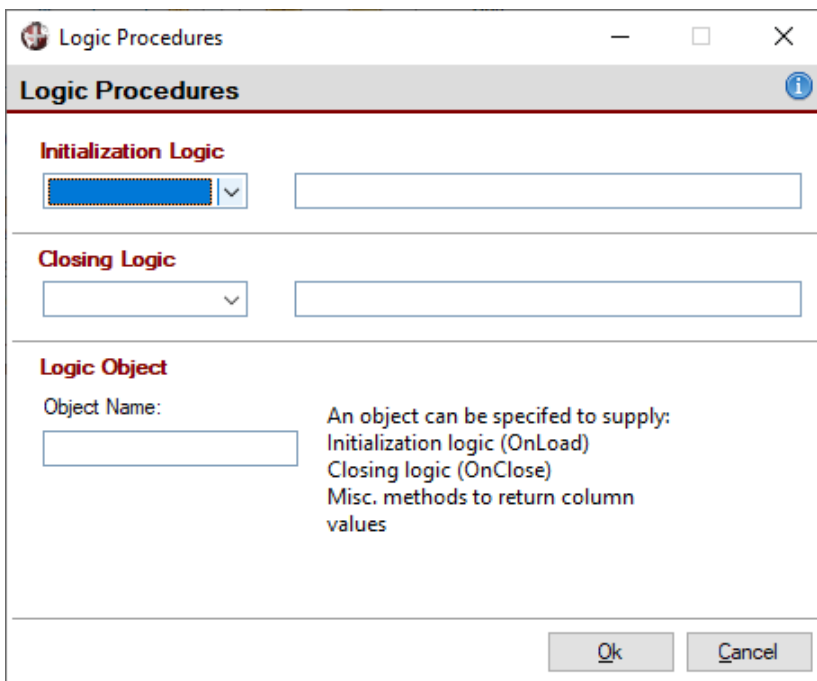 Logic Procedures
Logic Procedures
Initialization Logic
Closing Logic
Logic Object
Object Name:
An object can be specifed to supply:
Initialization logic (OnLoad)
Closing logic (OnClose)
Misc. methods to return column
values
Ok
Cancel